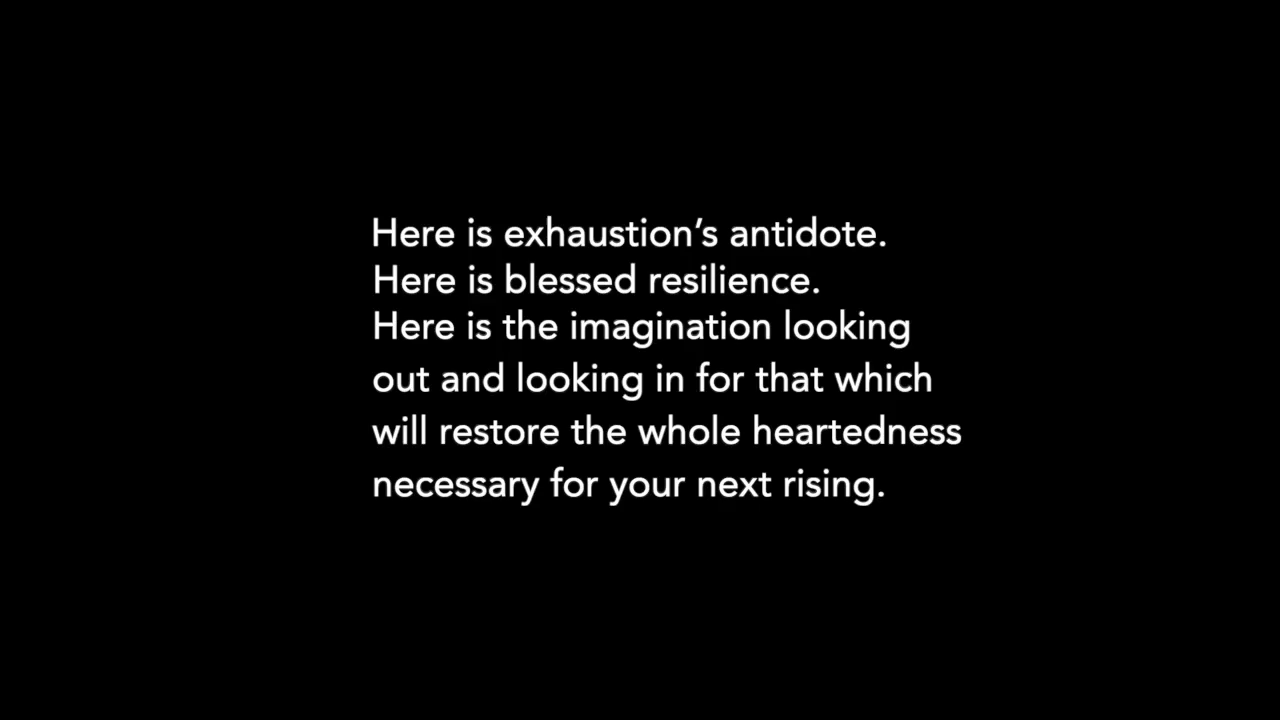 Here is exhaustion’s antidote.
Here is blessed resilience.
Here is the imagination looking
out and looking in for that which
will restore the whole heartedness
necessary for your next rising.